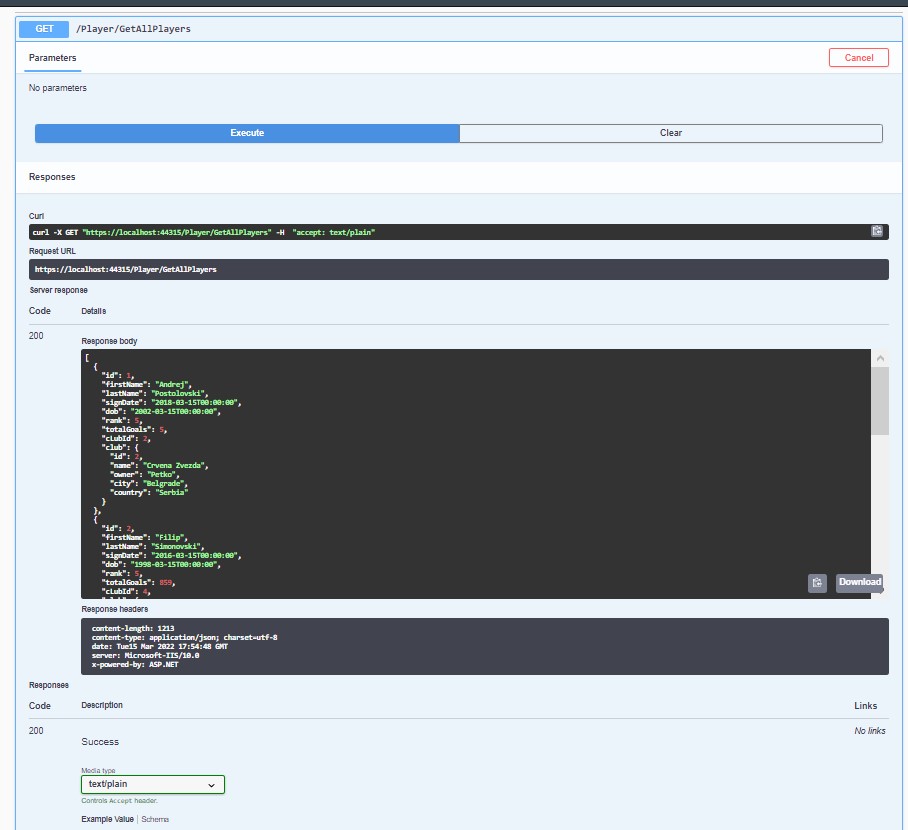 GET /Player/GetAllPlayers
Parameters
Cancel
No parameters
Execute
Clear
Responses
Curl
curl -X GET "https://localhost:44315/Player/GetAllPlayers" -H "accept: text/plain"
Request URL
https://localhost:44315/Player/GetAllPlayers
Server response
Code Details
200
Response body
[
{
"id": 1,
"firstName": "Andrej",
"lastName": "Postolovski",
"signDate": "2018-03-15T00:00:00",
"dob": "2002-03-15T00:00:00",
"rank": 5,
"totalGoals": 5,
"cLubId": 2,
"club": {
"id": 2,
"name": "Crvena Zvezda",
"owner": "Petko",
"city": "Belgrade",
"country": "Serbia"
}
},
{
"id": 2,
"firstName": "Filip",
"lastName": "Simonovski",
"signDate": "2016-03-15T00:00:00",
"dob": "1998-03-15T00:00:00",
"rank": 5,
"totalGoals": 859,
"cLubId": 4,
Download
Response headers
content-length: 1213
content-type: application/json; charset=utf-8
date: Tue15 Mar 2022 17:54:48 GMT
server: Microsoft-IIS/10.0
x-powered-by: ASP.NET
Responses
Code Description Links
200
Success
No links
Media type
text/plain
Controls Accept header.
Example Value | Schema